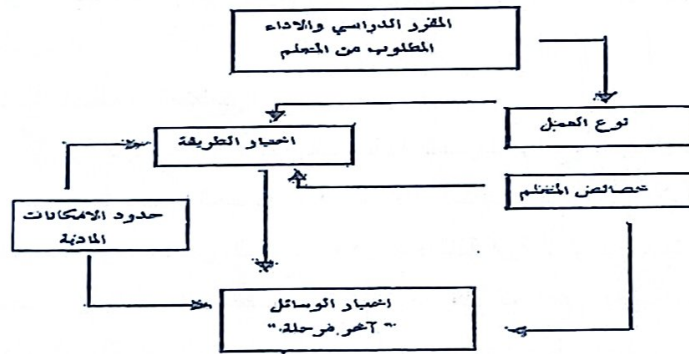 المقرر الدراسي والاداء
المطلوب من المتعلم
نوع العمل
اختيار الطريقة
خصائص المتعلم
حدود الامكانات
المادية
اختيار الوسائل
"آخر مرحلة"